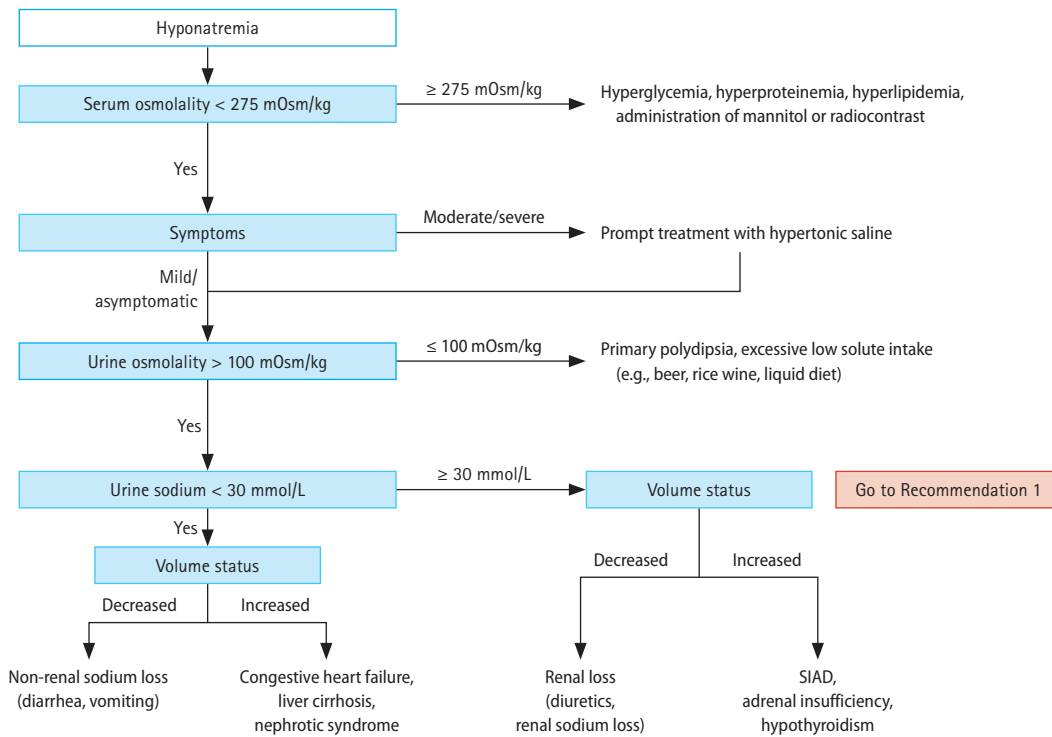 Hyponatremia
Serum osmolality < 275 mOsm/kg
≥ 275 mOsm/kg
Hyperglycemia, hyperproteinemia, hyperlipidemia,
administration of mannitol or radiocontrast
Yes
Symptoms
Moderate/severe
Prompt treatment with hypertonic saline
Mild/
asymptomatic
Urine osmolality > 100 mOsm/kg
≤ 100 mOsm/kg
Primary polydipsia, excessive low solute intake
(e.g., beer, rice wine, liquid diet)
Yes
Urine sodium < 30 mmol/L
≥ 30 mmol/L
Volume status
Go to Recommendation 1
Yes
Volume status
Decreased
Increased
Decreased
Increased
Non-renal sodium loss
(diarrhea, vomiting)
Congestive heart failure,
liver cirrhosis,
nephrotic syndrome
Renal loss
(diuretics,
renal sodium loss)
SIAD,
adrenal insufficiency,
hypothyroidism